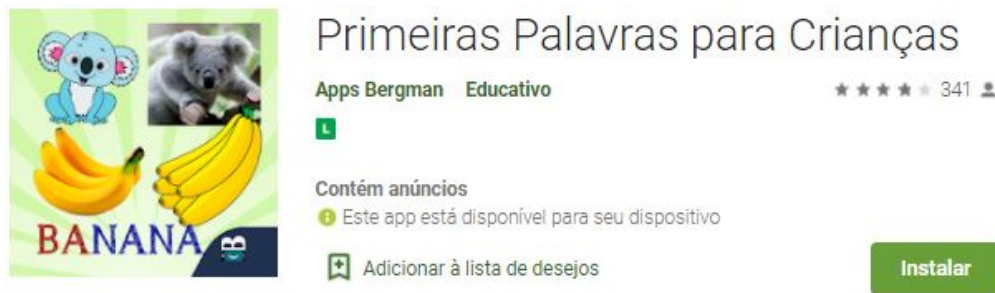 Primeiras Palavras para Crianças
Apps Bergman Educativo 341
L
Contém anúncios
Este app está disponível para seu dispositivo
Adicionar à lista de desejos
Instalar
BANANA